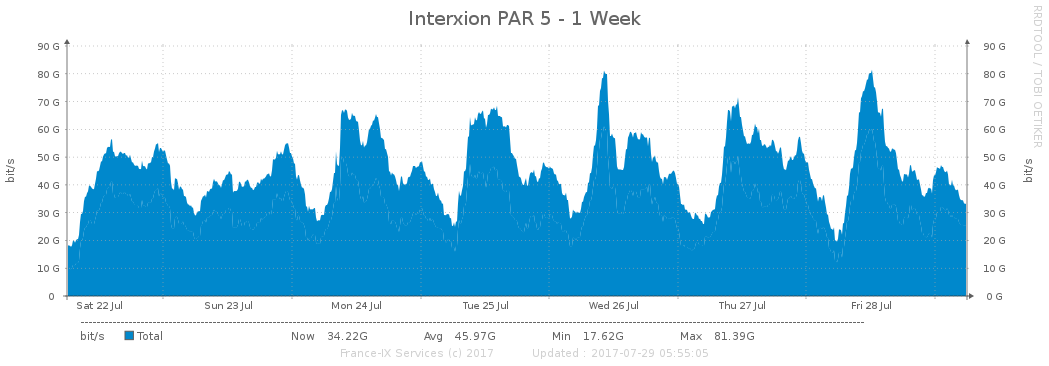 Interxion PAR 5 - 1 Week
RRDTOOL / TOBI OETIKER
90 G 90 G
80 G 80 G
70 G 70 G
60 G 60 G
50 G 50 G
40 G 40 G
30 G 30 G
20 G 20 G
10 G 10 G
0 0 G
bit/s bit/s
Sat 22 Jul Sun 23 Jul Mon 24 Jul Tue 25 Jul Wed 26 Jul Thu 27 Jul Fri 28 Jul
bit/s Total Now 34.22G Avg 45.97G Min 17.62G Max 81.39G
France-IX Services (c) 2017 Updated : 2017-07-29 05:55:05